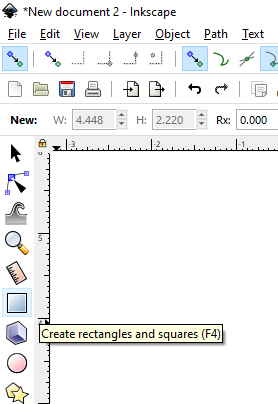 *New document 2 - Inkscape
File Edit View Layer Object Path Text
New: W: 4.448 H: 2.220 Rx: 0.000
-3 -2 -1
5
Create rectangles and squares (F4)